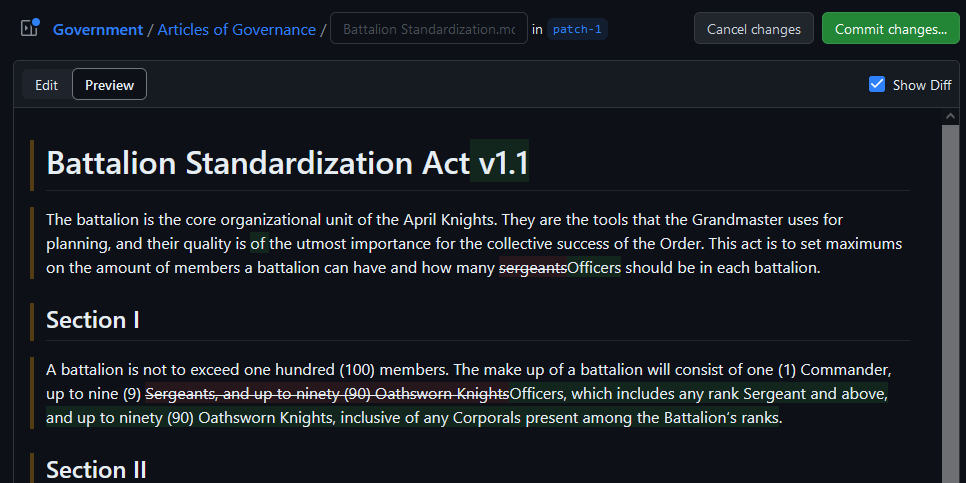 Government / Articles of Governance / Battalion Standardization.mc in patch-1 Cancel changes Commit changes...
Edit Preview Show Diff
Battalion Standardization Act v1.1
The battalion is the core organizational unit of the April Knights. They are the tools that the Grandmaster uses for
planning, and their quality is of the utmost importance for the collective success of the Order. This act is to set maximums
on the amount of members a battalion can have and how many sergeantsOfficers should be in each battalion.
Section I
A battalion is not to exceed one hundred (100) members. The make up of a battalion will consist of one (1) Commander,
up to nine (9) Sergeants, and up to ninety (90) Oathsworn KnightsOfficers, which includes any rank Sergeant and above,
and up to ninety (90) Oathsworn Knights, inclusive of any Corporals present among the Battalion’s ranks.
Section II